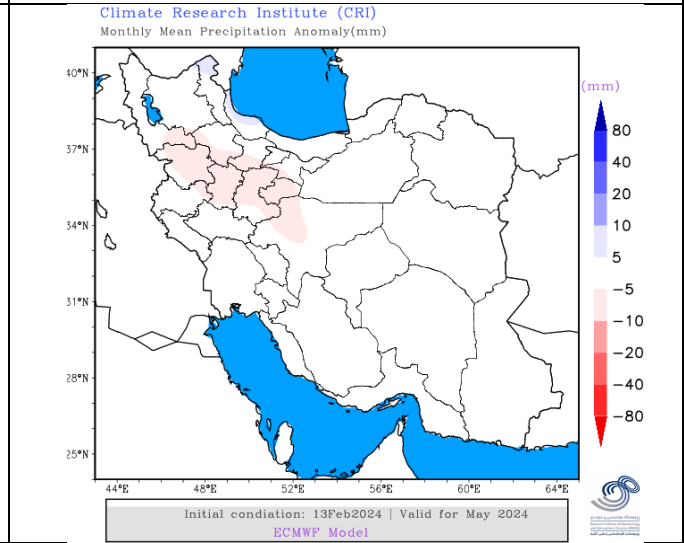 Climate Research Institute (CRI)
Monthly Mean Precipitation Anomaly(mm)
(mm)
40°N
37°N
34°N
31°N
28°N
25°N
44°E 48°E 52°E 56°E 60°E 64°E
80
40
20
10
5
−5
−10
−20
−40
−80
Initial condiation: 13Feb2024 | Valid for May 2024
ECMWF Model